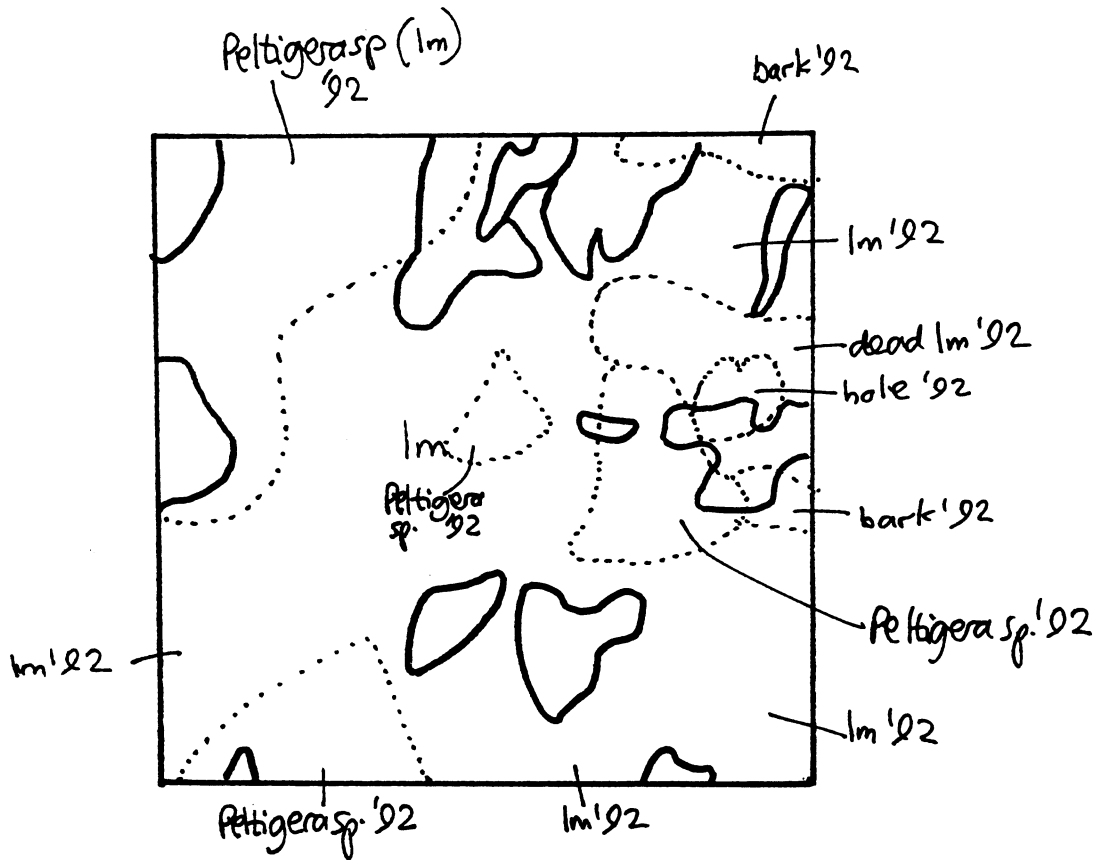 Peltigera sp (lm)
'92
bark '92
lm '92
dead lm '92
hole '92
lm
Peltigera
sp. '92
bark '92
Peltigera sp. '92
lm '92
lm '92
Peltigera sp. '92
lm '92